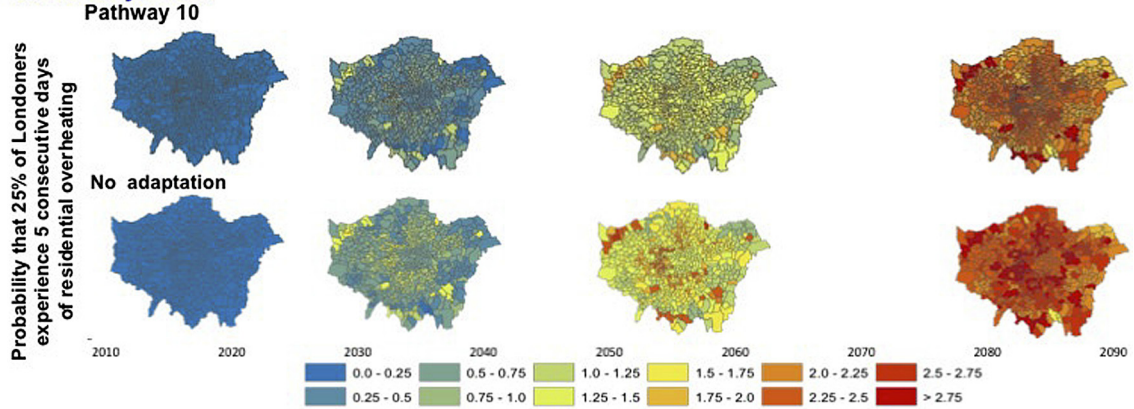 Pathway 10
Probability that 25% of Londoners
experience 5 consecutive days
of residential overheating
No adaptation
2010 2020 2030 2040 2050 2060 2070 2080 2090
0.0 - 0.25 0.5 - 0.75 1.0 - 1.25 1.5 - 1.75 2.0 - 2.25 2.5 - 2.75
0.25 - 0.5 0.75 - 1.0 1.25 - 1.5 1.75 - 2.0 2.25 - 2.5 > 2.75